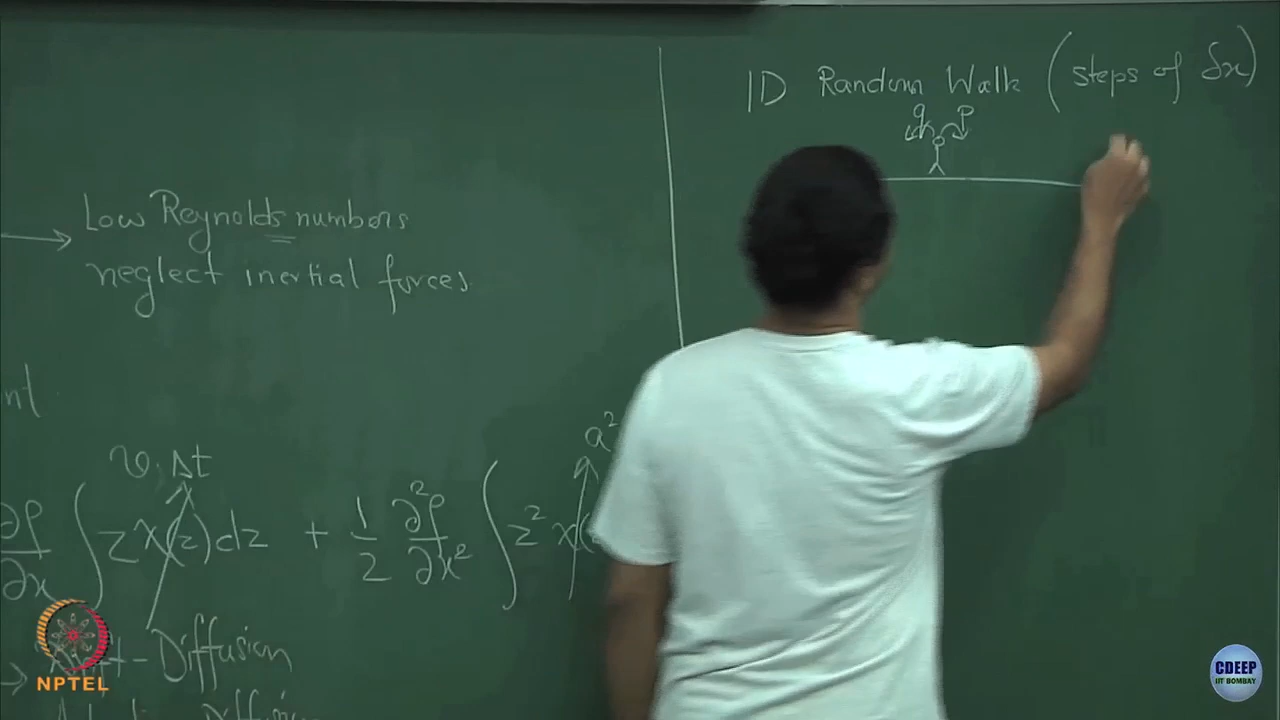 Low Reynolds numbers
neglect inertial forces.
nt
v, Δt
∂ρ/∂x ∫ z χ(z) dz + 1/2 ∂²ρ/∂x² ∫ z² χ(
a²
-Diffusion
Diffusion
1D Random Walk (steps of δx)
q p
NPTEL
CDEEP
IIT BOMBAY